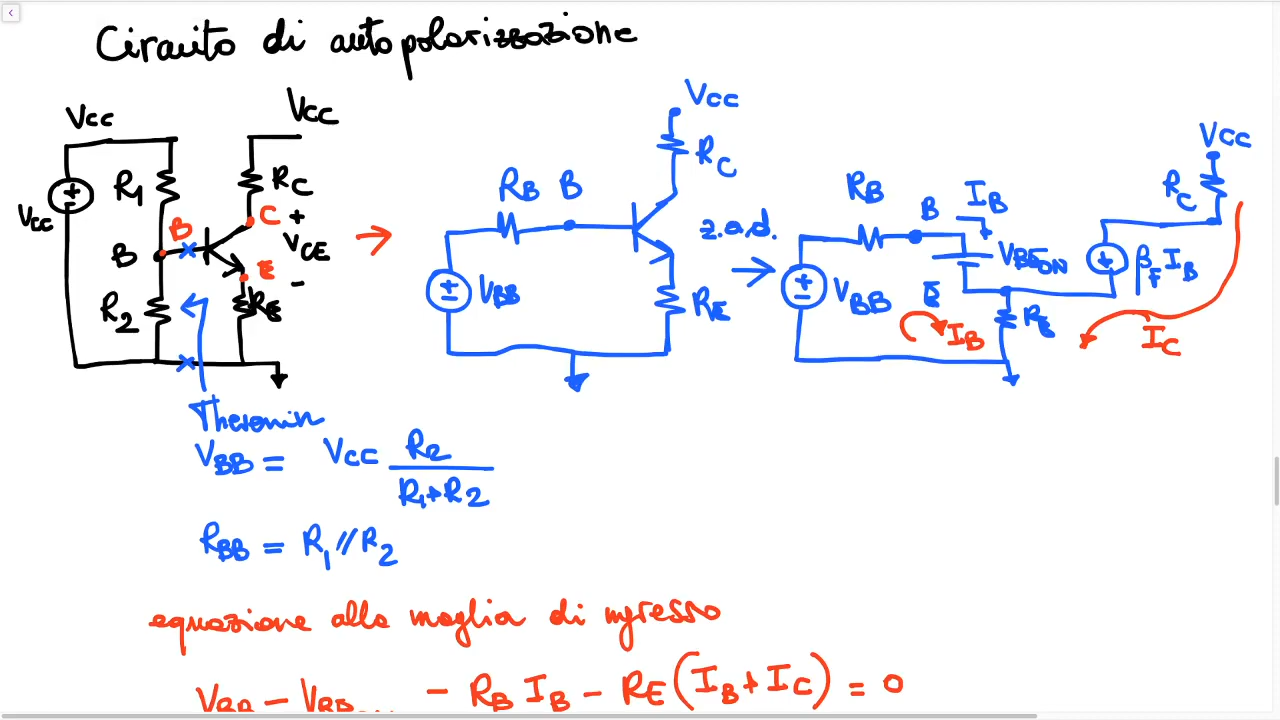 Circuito di autopolarizzazione
Vcc
Vcc
R1
RC
Vcc
+
C
B
B
+
VCE
-
E
R2
RE
Vcc
RC
RB
B
z.a.d.
+
VBB
RE
Vcc
RC
RB
B
IB
VBEON
+
βF IB
+
VBB
E
RE
IB
IC
Thevenin
VBB = Vcc R2 / R1+R2
RBB = R1 // R2
equazione alla maglia di ingresso
- RB IB - RE (IB + IC) = 0